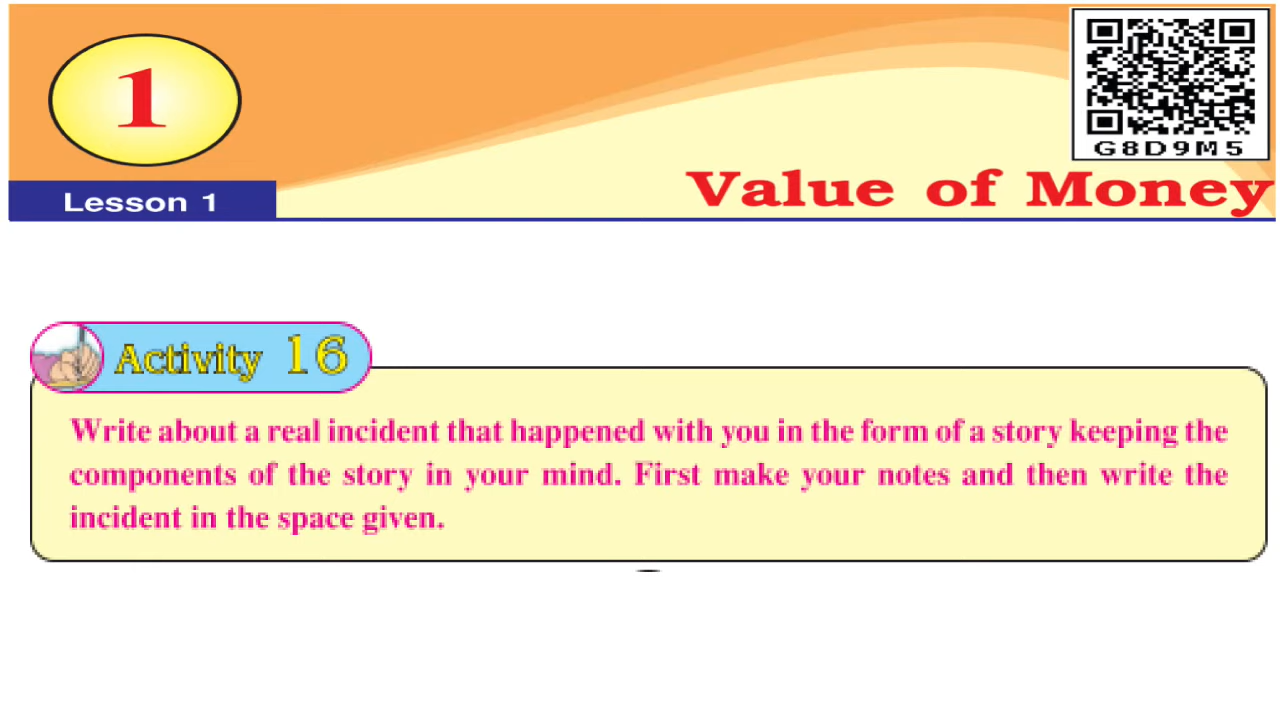 1
G8D9M5
Lesson 1
Value of Money
Activity 16
Write about a real incident that happened with you in the form of a story keeping the
components of the story in your mind. First make your notes and then write the
incident in the space given.